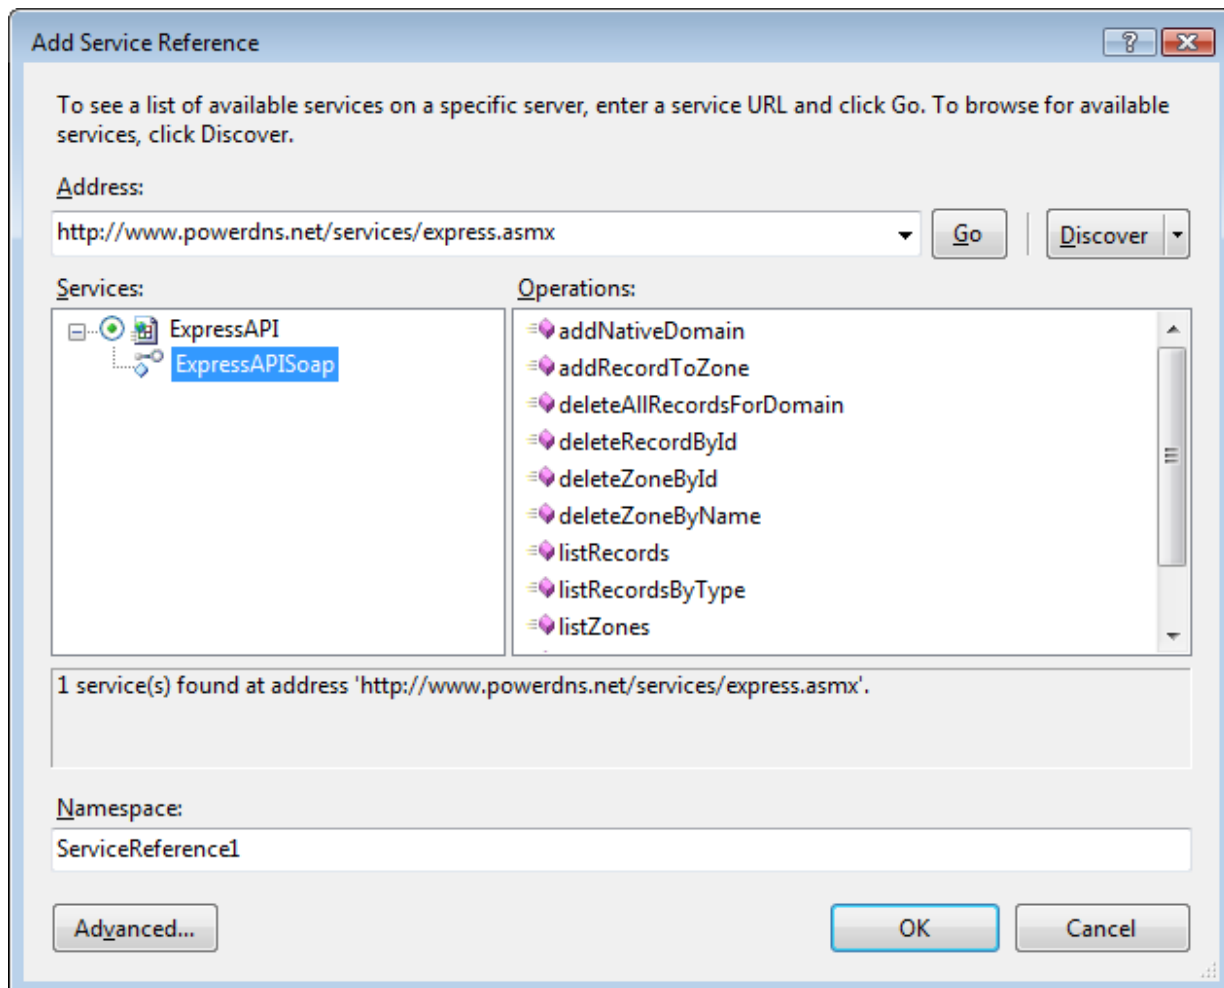 Add Service Reference
To see a list of available services on a specific server, enter a service URL and click Go. To browse for available
services, click Discover.
Address:
http://www.powerdns.net/services/express.asmx
Go
Discover
Services:
Operations:
ExpressAPI
ExpressAPISoap
addNativeDomain
addRecordToZone
deleteAllRecordsForDomain
deleteRecordById
deleteZoneById
deleteZoneByName
listRecords
listRecordsByType
listZones
1 service(s) found at address 'http://www.powerdns.net/services/express.asmx'.
Namespace:
ServiceReference1
Advanced...
OK
Cancel